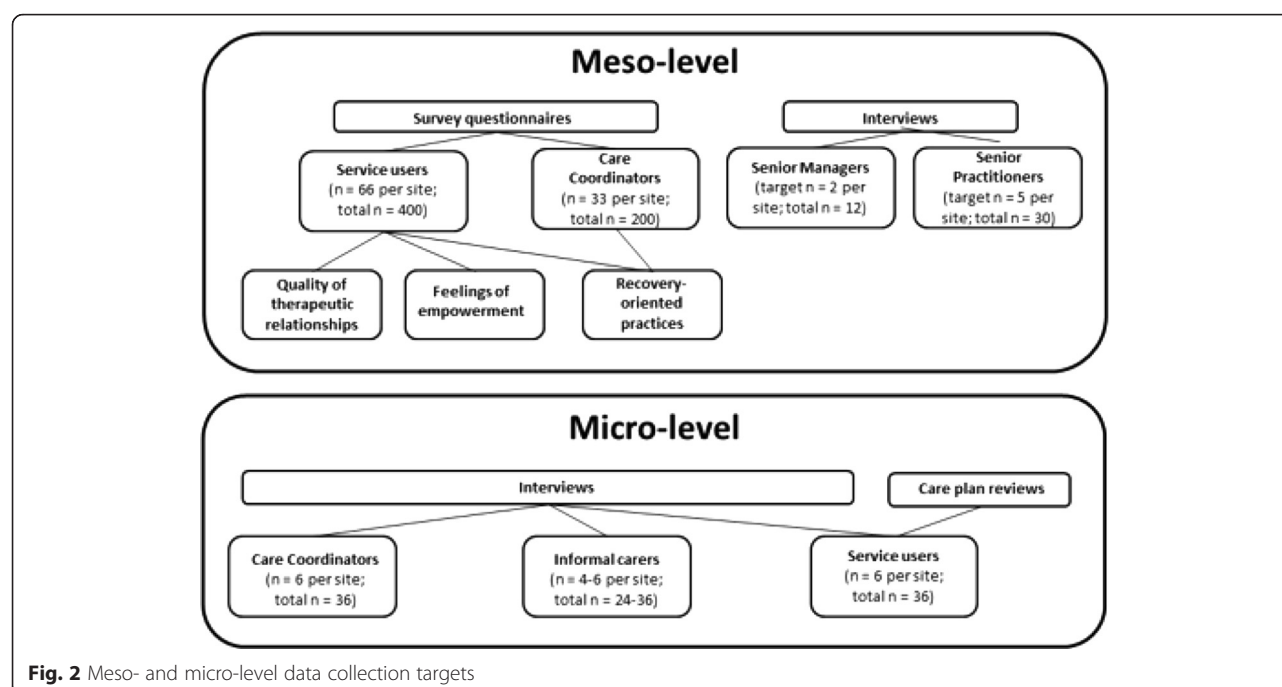 Meso-level
Survey questionnaires
Interviews
Service users
(n = 66 per site;
total n = 400)
Care
Coordinators
(n = 33 per site;
total n = 200)
Senior Managers
(target n = 2 per
site; total n = 12)
Senior
Practitioners
(target n = 5 per
site; total n = 30)
Quality of
therapeutic
relationships
Feelings of
empowerment
Recovery-
oriented
practices
Micro-level
Interviews
Care plan reviews
Care Coordinators
(n = 6 per site;
total n = 36)
Informal carers
(n = 4-6 per site;
total n = 24-36)
Service users
(n = 6 per site;
total n = 36)
Fig. 2 Meso- and micro-level data collection targets